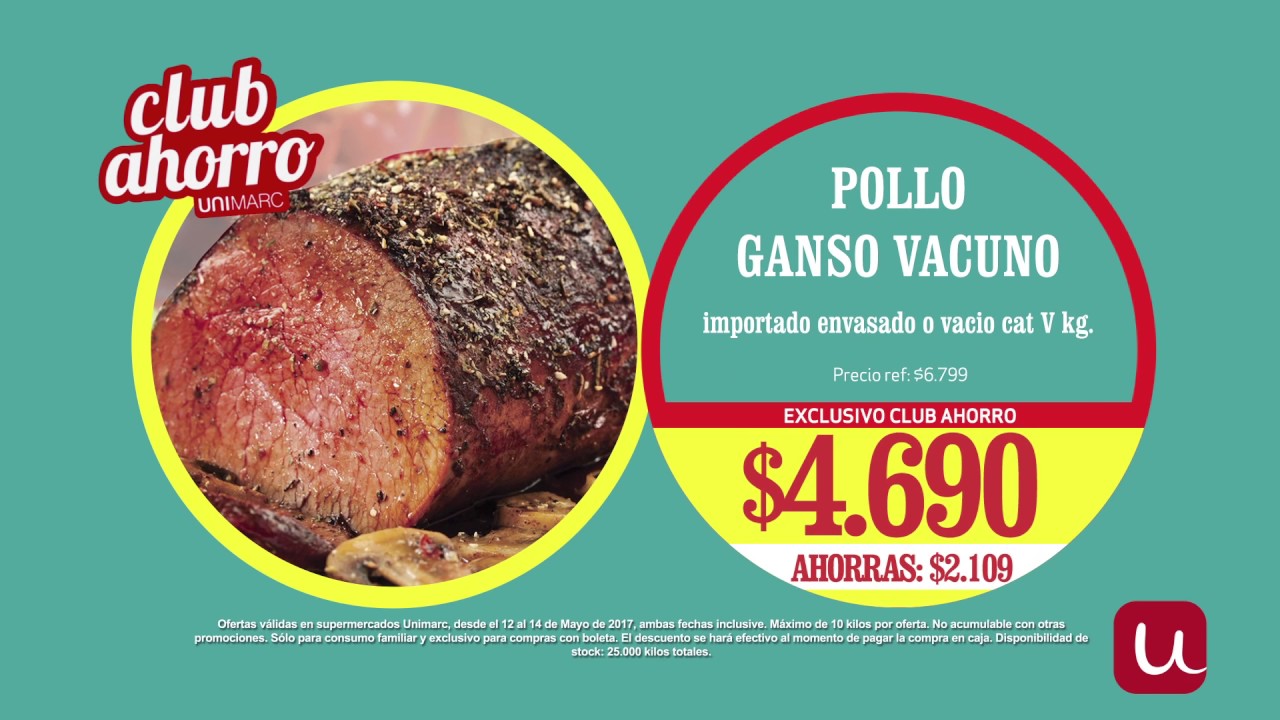 club
ahorro
UNIMARC
POLLO
GANSO VACUNO
importado envasado o vacio cat V kg.
Precio ref: $6.799
EXCLUSIVO CLUB AHORRO
$4.690
AHORRAS: $2.109
Ofertas válidas en supermercados Unimarc, desde el 12 al 14 de Mayo de 2017, ambas fechas inclusive. Máximo de 10 kilos por oferta. No acumulable con otras
promociones. Sólo para consumo familiar y exclusivo para compras con boleta. El descuento se hará efectivo al momento de pagar la compra en caja. Disponibilidad de
stock: 25.000 kilos totales.
u